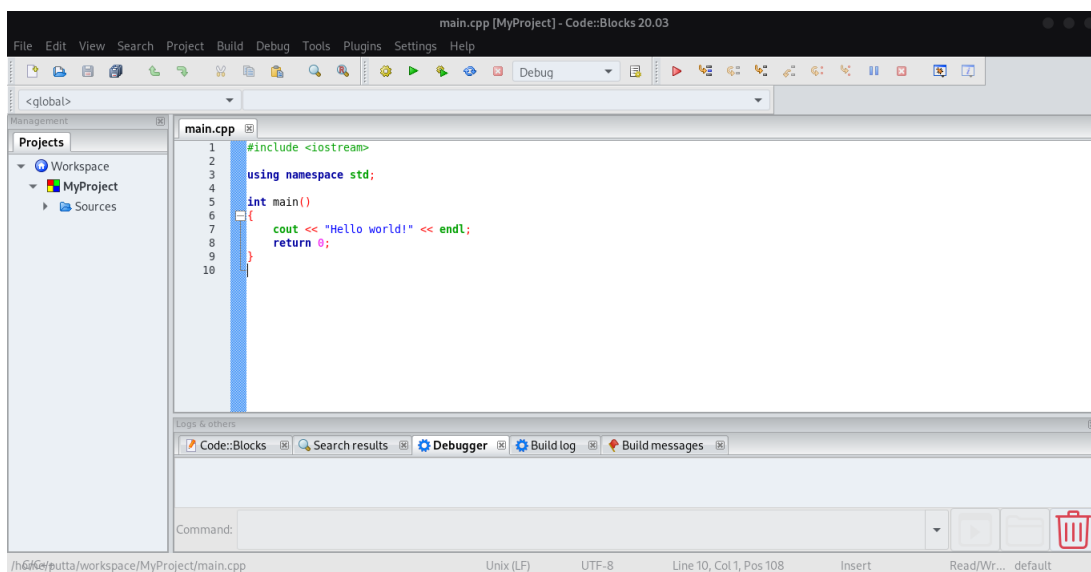 main.cpp [MyProject] - Code::Blocks 20.03
File Edit View Search Project Build Debug Tools Plugins Settings Help
Debug
<global>
Management
Projects
Workspace
MyProject
Sources
main.cpp
1 #include <iostream>
2
3 using namespace std;
4
5 int main()
6 {
7 cout << "Hello world!" << endl;
8 return 0;
9 }
10
Logs & others
Code::Blocks Search results Debugger Build log Build messages
Command:
/home/putta/workspace/MyProject/main.cpp Unix (LF) UTF-8 Line 10, Col 1, Pos 108 Insert Read/Wr... default